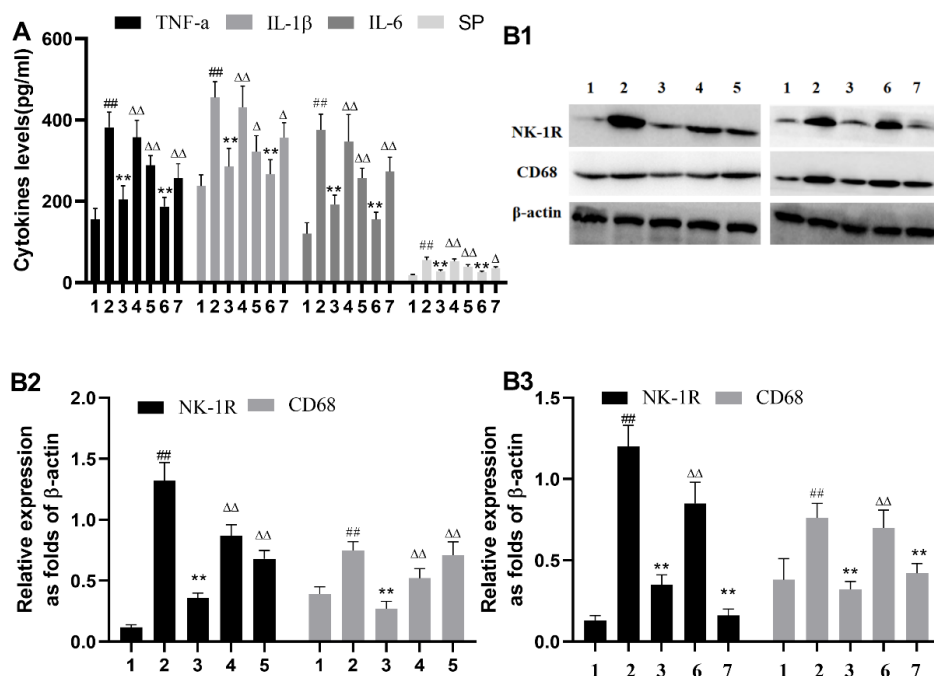 A
TNF-a IL-1β IL-6 SP
Cytokines levels(pg/ml)
600
400
200
0
## ** ΔΔ ΔΔ ** ΔΔ
## ** ΔΔ Δ ** Δ
## ** ΔΔ ΔΔ ** ΔΔ
## ** ΔΔ ΔΔ ** Δ
1 2 3 4 5 6 7 1 2 3 4 5 6 7 1 2 3 4 5 6 7 1 2 3 4 5 6 7
B1
1 2 3 4 5 1 2 3 6 7
NK-1R
CD68
β-actin
B2
NK-1R CD68
Relative expression
as folds of β-actin
2.0
1.5
1.0
0.5
0.0
## ** ΔΔ ΔΔ ## ** ΔΔ ΔΔ
1 2 3 4 5 1 2 3 4 5
B3
NK-1R CD68
Relative expression
as folds of β-actin
1.5
1.0
0.5
0.0
## ** ΔΔ ** ## ** ΔΔ **
1 2 3 6 7 1 2 3 6 7